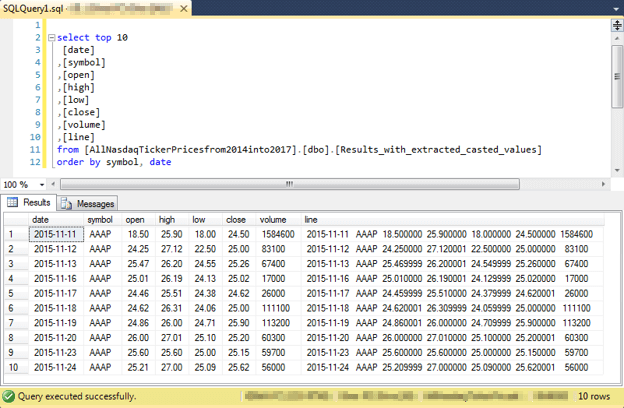 SQLQuery1.sql -
1
2 select top 10
3 [date]
4 ,[symbol]
5 ,[open]
6 ,[high]
7 ,[low]
8 ,[close]
9 ,[volume]
10 ,[line]
11 from [AllNasdaqTickerPricesfrom2014into2017].[dbo].[Results_with_extracted_casted_values]
12 order by symbol, date
100 %
Results Messages
date symbol open high low close volume line
1 2015-11-11 AAAP 18.50 25.90 18.00 24.50 1584600 2015-11-11 AAAP 18.500000 25.900000 18.000000 24.500000 1584600
2 2015-11-12 AAAP 24.25 27.12 22.50 25.00 83100 2015-11-12 AAAP 24.250000 27.120001 22.500000 25.000000 83100
3 2015-11-13 AAAP 25.47 26.20 24.55 25.26 67400 2015-11-13 AAAP 25.469999 26.200001 24.549999 25.260000 67400
4 2015-11-16 AAAP 25.01 26.19 24.13 25.02 17000 2015-11-16 AAAP 25.010000 26.190001 24.129999 25.020000 17000
5 2015-11-17 AAAP 24.46 25.51 24.38 24.62 26000 2015-11-17 AAAP 24.459999 25.510000 24.379999 24.620001 26000
6 2015-11-18 AAAP 24.62 26.31 24.06 25.00 111100 2015-11-18 AAAP 24.620001 26.309999 24.059999 25.000000 111100
7 2015-11-19 AAAP 24.86 26.00 24.71 25.90 113200 2015-11-19 AAAP 24.860001 26.000000 24.709999 25.900000 113200
8 2015-11-20 AAAP 26.00 27.01 25.10 25.20 60300 2015-11-20 AAAP 26.000000 27.010000 25.100000 25.200001 60300
9 2015-11-23 AAAP 25.60 25.60 25.00 25.15 59700 2015-11-23 AAAP 25.600000 25.600000 25.000000 25.150000 59700
10 2015-11-24 AAAP 25.21 27.00 25.09 25.62 56000 2015-11-24 AAAP 25.209999 27.000000 25.090000 25.620001 56000
Query executed successfully. 10 rows